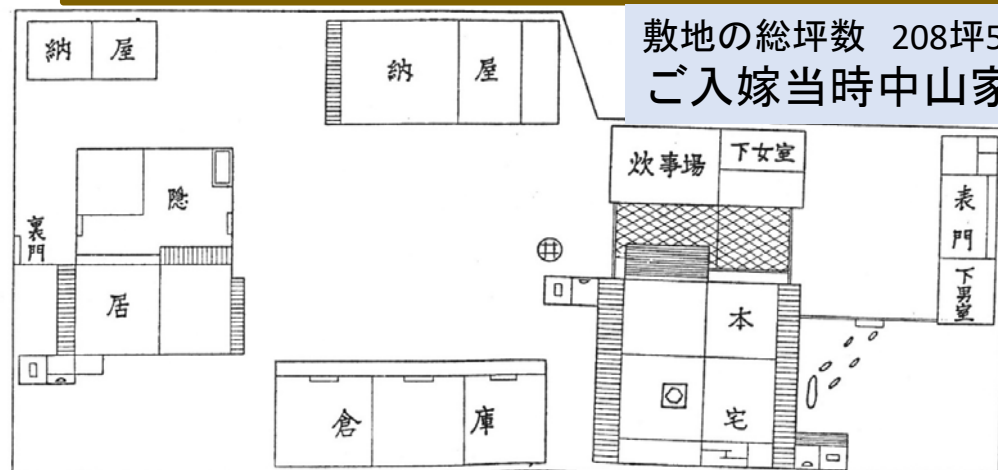 敷地の総坪数 208坪5
ご入嫁当時中山家
納屋
納屋
炊事場
下女室
表門
下男室
隠居
裏門
本宅
倉庫